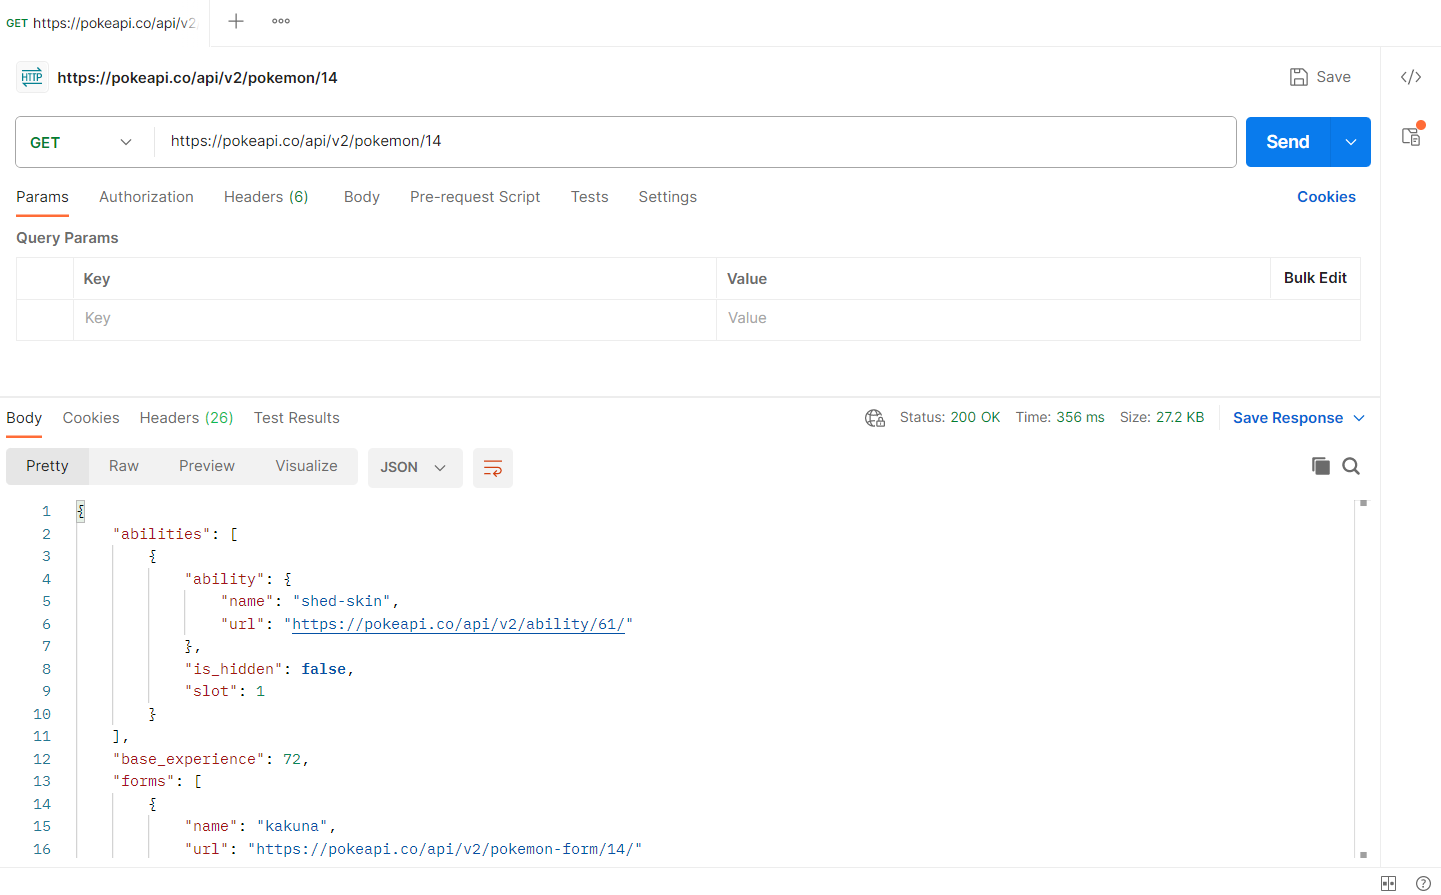 GET https://pokeapi.co/api/v2
HTTP https://pokeapi.co/api/v2/pokemon/14 Save </>
GET https://pokeapi.co/api/v2/pokemon/14 Send
Params Authorization Headers (6) Body Pre-request Script Tests Settings Cookies
Query Params
Key Value Bulk Edit
Key Value
Body Cookies Headers (26) Test Results Status: 200 OK Time: 356 ms Size: 27.2 KB Save Response
Pretty Raw Preview Visualize JSON
1 {
2 "abilities": [
3 {
4 "ability": {
5 "name": "shed-skin",
6 "url": "https://pokeapi.co/api/v2/ability/61/"
7 },
8 "is_hidden": false,
9 "slot": 1
10 }
11 ],
12 "base_experience": 72,
13 "forms": [
14 {
15 "name": "kakuna",
16 "url": "https://pokeapi.co/api/v2/pokemon-form/14/"